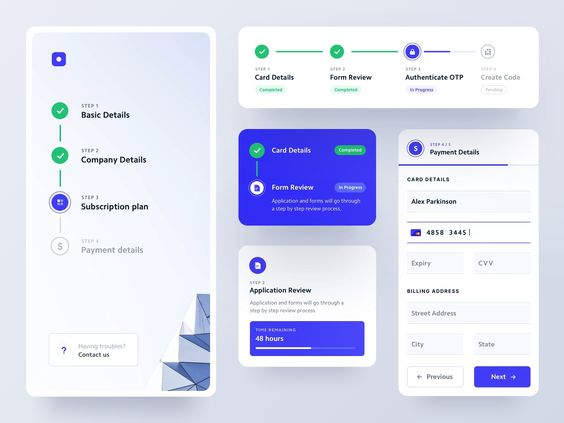 STEP 1
Basic Details
STEP 2
Company Details
STEP 3
Subscription plan
STEP 4
Payment details
?
Having troubles?
Contact us
STEP 1
Card Details
Completed
STEP 2
Form Review
Completed
STEP 3
Authenticate OTP
In Progress
STEP 4
Create Code
Pending
Card Details
Completed
Form Review
In Progress
Application and forms will go through
a step by step review process.
STEP 2
Application Review
Application and forms will go through a
step by step review process.
TIME REMAINING
48 hours
STEP 4 / 5
Payment Details
CARD DETAILS
Alex Parkinson
4858 3445
Expiry
CVV
BILLING ADDRESS
Street Address
City
State
← Previous
Next →